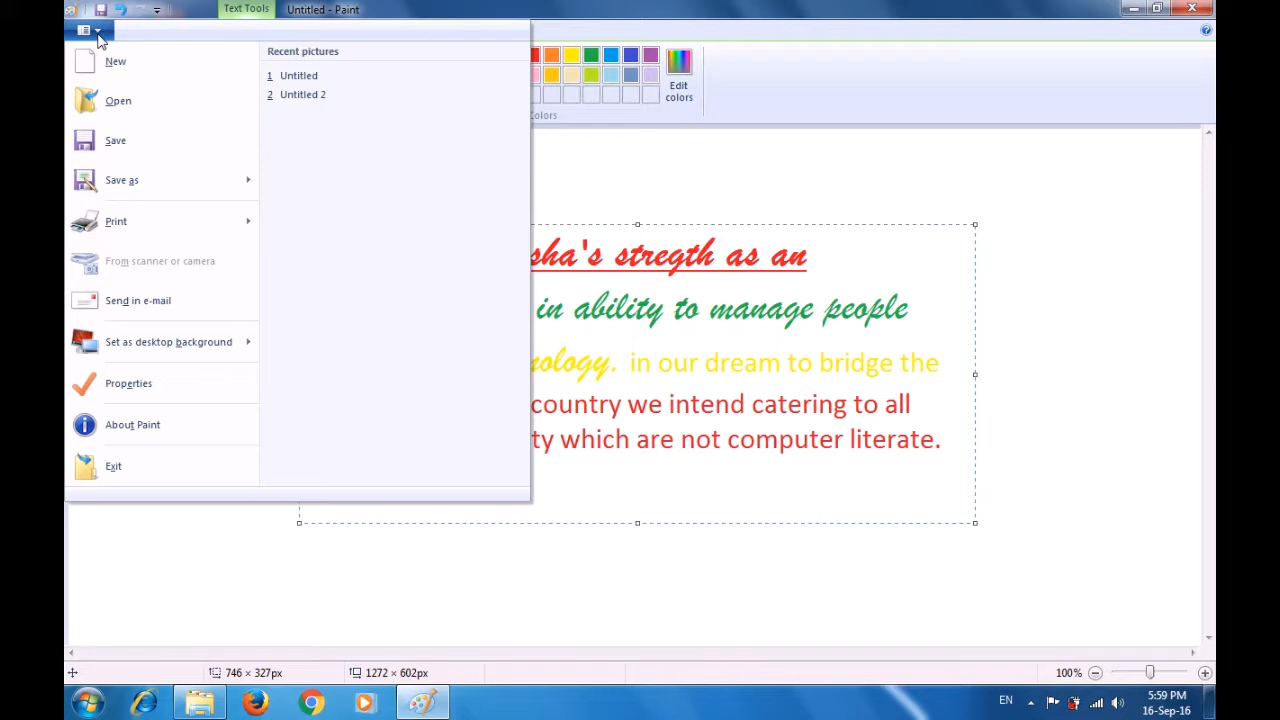 Text Tools
Untitled - Paint
New
Open
Save
Save as
Print
From scanner or camera
Send in e-mail
Set as desktop background
Properties
About Paint
Exit
Recent pictures
1 Untitled
2 Untitled 2
Edit
colors
olors
sha's stregth as an
in ability to manage people
nology. in our dream to bridge the
country we intend catering to all
ty which are not computer literate.
746 × 327px
1272 × 602px
100%
EN
5:59 PM
16-Sep-16